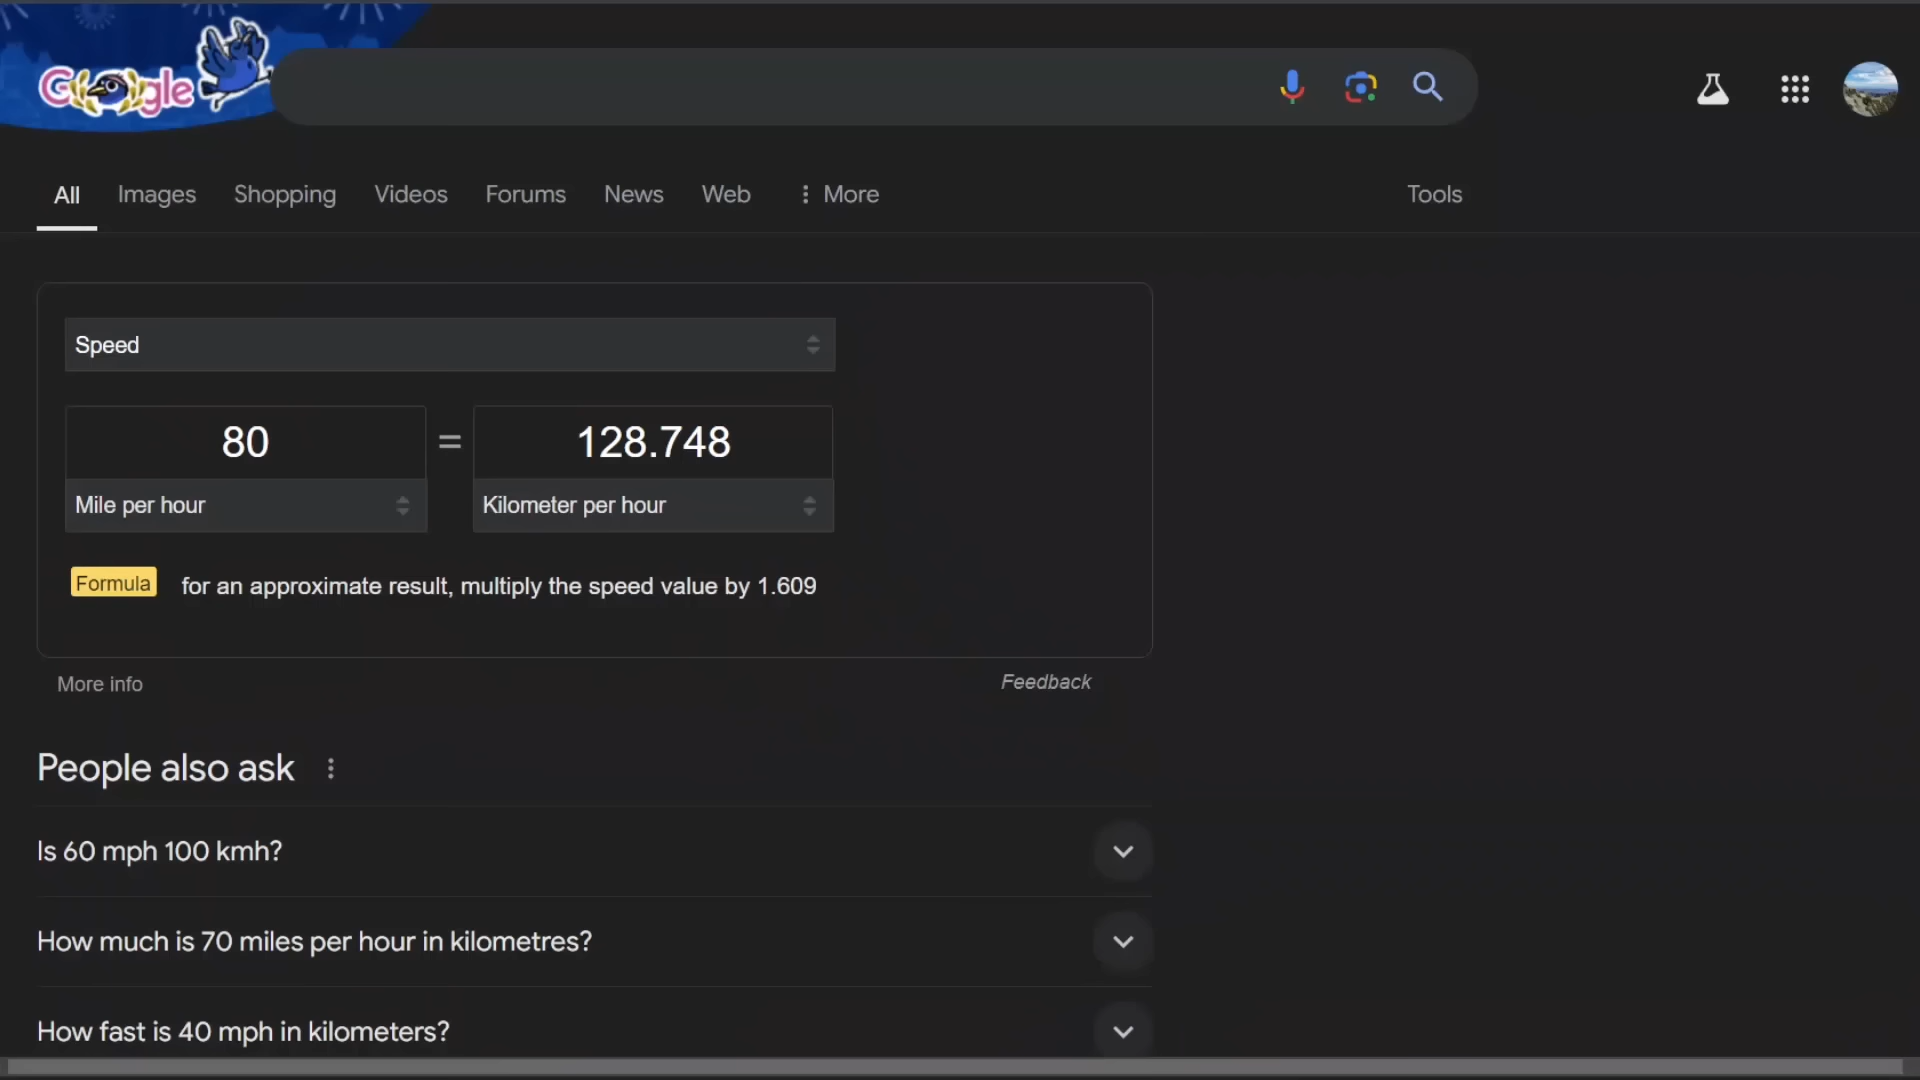 Google
All Images Shopping Videos Forums News Web More Tools
Speed
80 = 128.748
Mile per hour Kilometer per hour
Formula for an approximate result, multiply the speed value by 1.609
More info Feedback
People also ask
Is 60 mph 100 kmh?
How much is 70 miles per hour in kilometres?
How fast is 40 mph in kilometers?